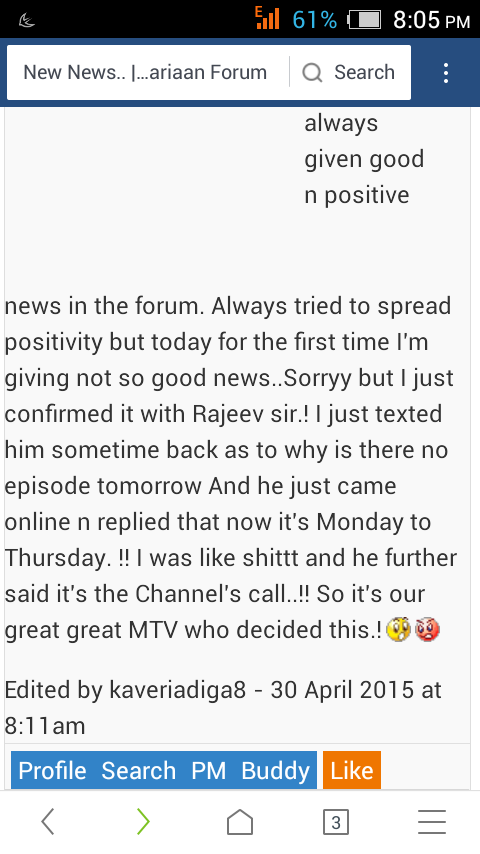 E
61%
8:05 PM
New News.. |...ariaan Forum
Search
always
given good
n positive
news in the forum. Always tried to spread
positivity but today for the first time I'm
giving not so good news..Sorryy but I just
confirmed it with Rajeev sir.! I just texted
him sometime back as to why is there no
episode tomorrow And he just came
online n replied that now it's Monday to
Thursday. !! I was like shittt and he further
said it's the Channel's call..!! So it's our
great great MTV who decided this.!
Edited by kaveriadiga8 - 30 April 2015 at
8:11am
Profile Search PM Buddy Like
3